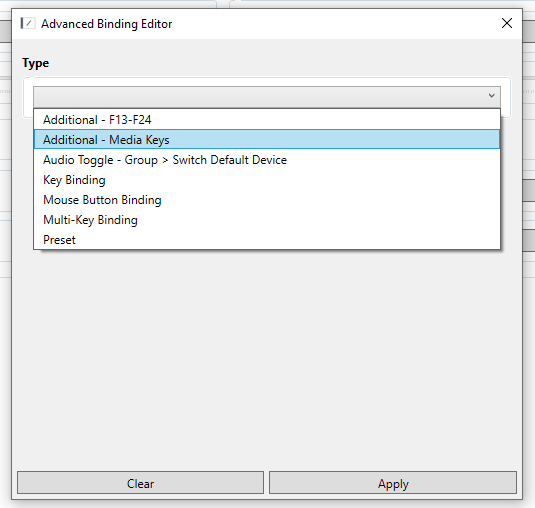 Advanced Binding Editor
Type
Additional - F13-F24
Additional - Media Keys
Audio Toggle - Group > Switch Default Device
Key Binding
Mouse Button Binding
Multi-Key Binding
Preset
Clear
Apply